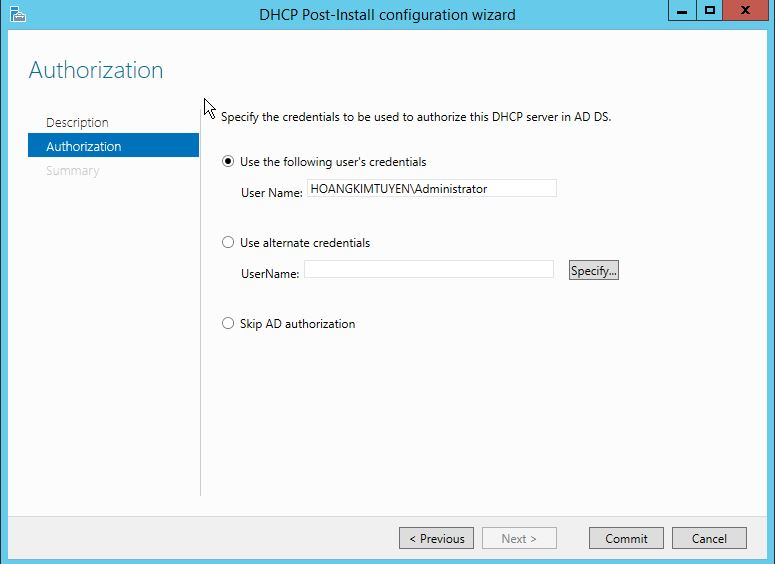 DHCP Post-Install configuration wizard
Authorization
Description
Authorization
Summary
Specify the credentials to be used to authorize this DHCP server in AD DS.
Use the following user's credentials
User Name: HOANGKIMTUYEN\Administrator
Use alternate credentials
UserName:
Specify...
Skip AD authorization
< Previous
Next >
Commit
Cancel